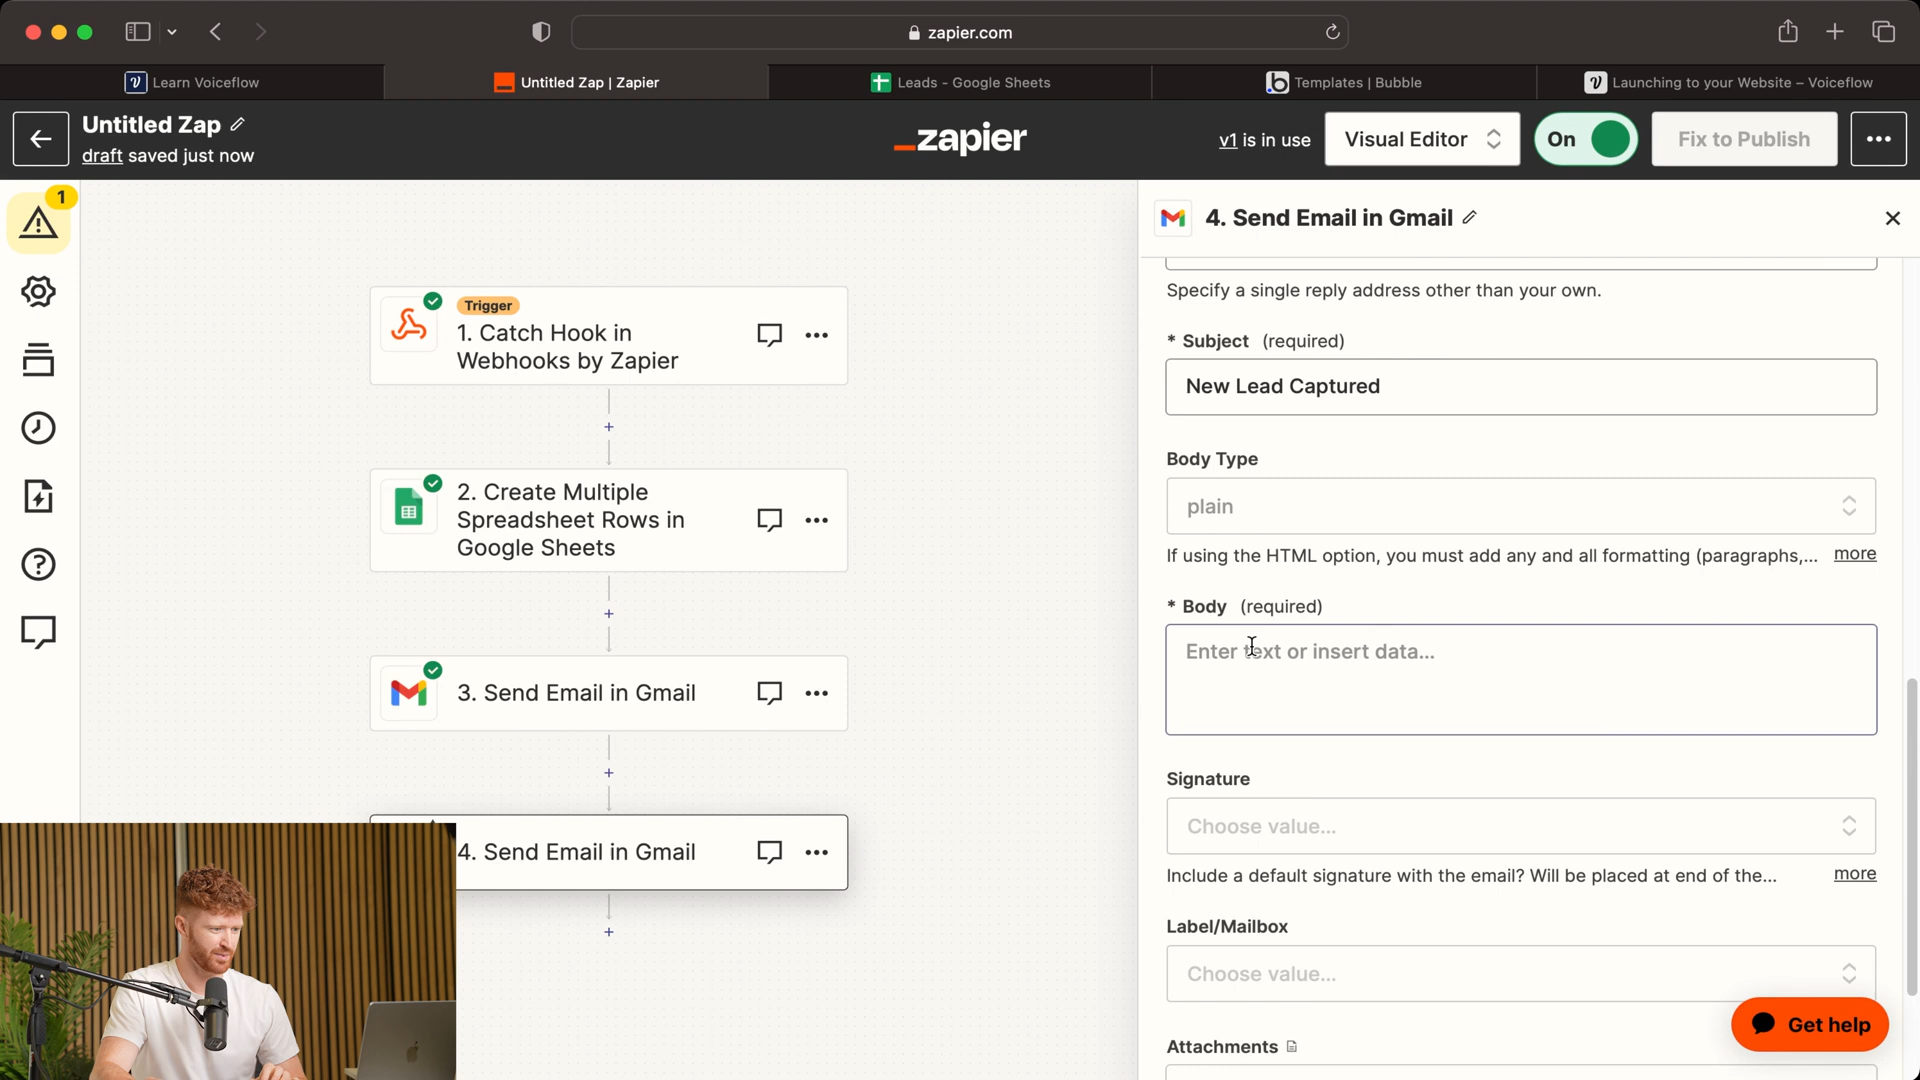 zapier.com
Learn Voiceflow
Untitled Zap | Zapier
Leads - Google Sheets
Templates | Bubble
Launching to your Website – Voiceflow
Untitled Zap
draft saved just now
zapier
v1 is in use
Visual Editor
On
Fix to Publish
1
Trigger
1. Catch Hook in
Webhooks by Zapier
2. Create Multiple
Spreadsheet Rows in
Google Sheets
3. Send Email in Gmail
4. Send Email in Gmail
4. Send Email in Gmail
Specify a single reply address other than your own.
* Subject (required)
New Lead Captured
Body Type
plain
If using the HTML option, you must add any and all formatting (paragraphs,... more
* Body (required)
Enter text or insert data...
Signature
Choose value...
Include a default signature with the email? Will be placed at end of the... more
Label/Mailbox
Choose value...
Get help
Attachments